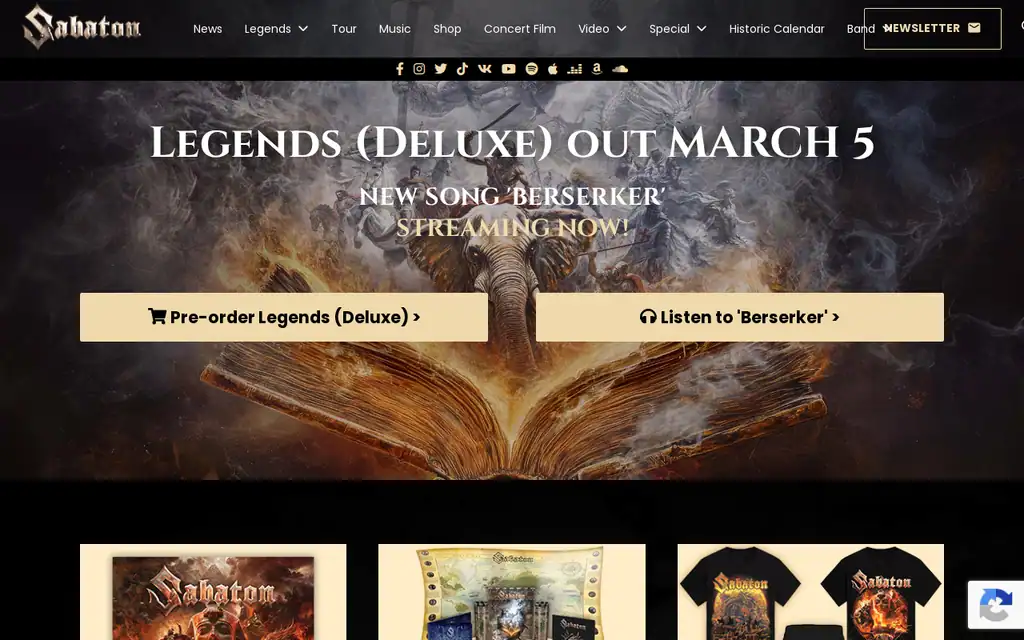 Sabaton
News
Legends
Tour
Music
Shop
Concert Film
Video
Special
Historic Calendar
Band
NEWSLETTER
Legends (Deluxe) out MARCH 5
NEW SONG 'BERSERKER'
STREAMING NOW!
Pre-order Legends (Deluxe) >
Listen to 'Berserker' >
Sabaton
Sabaton
Sabaton
Sabaton